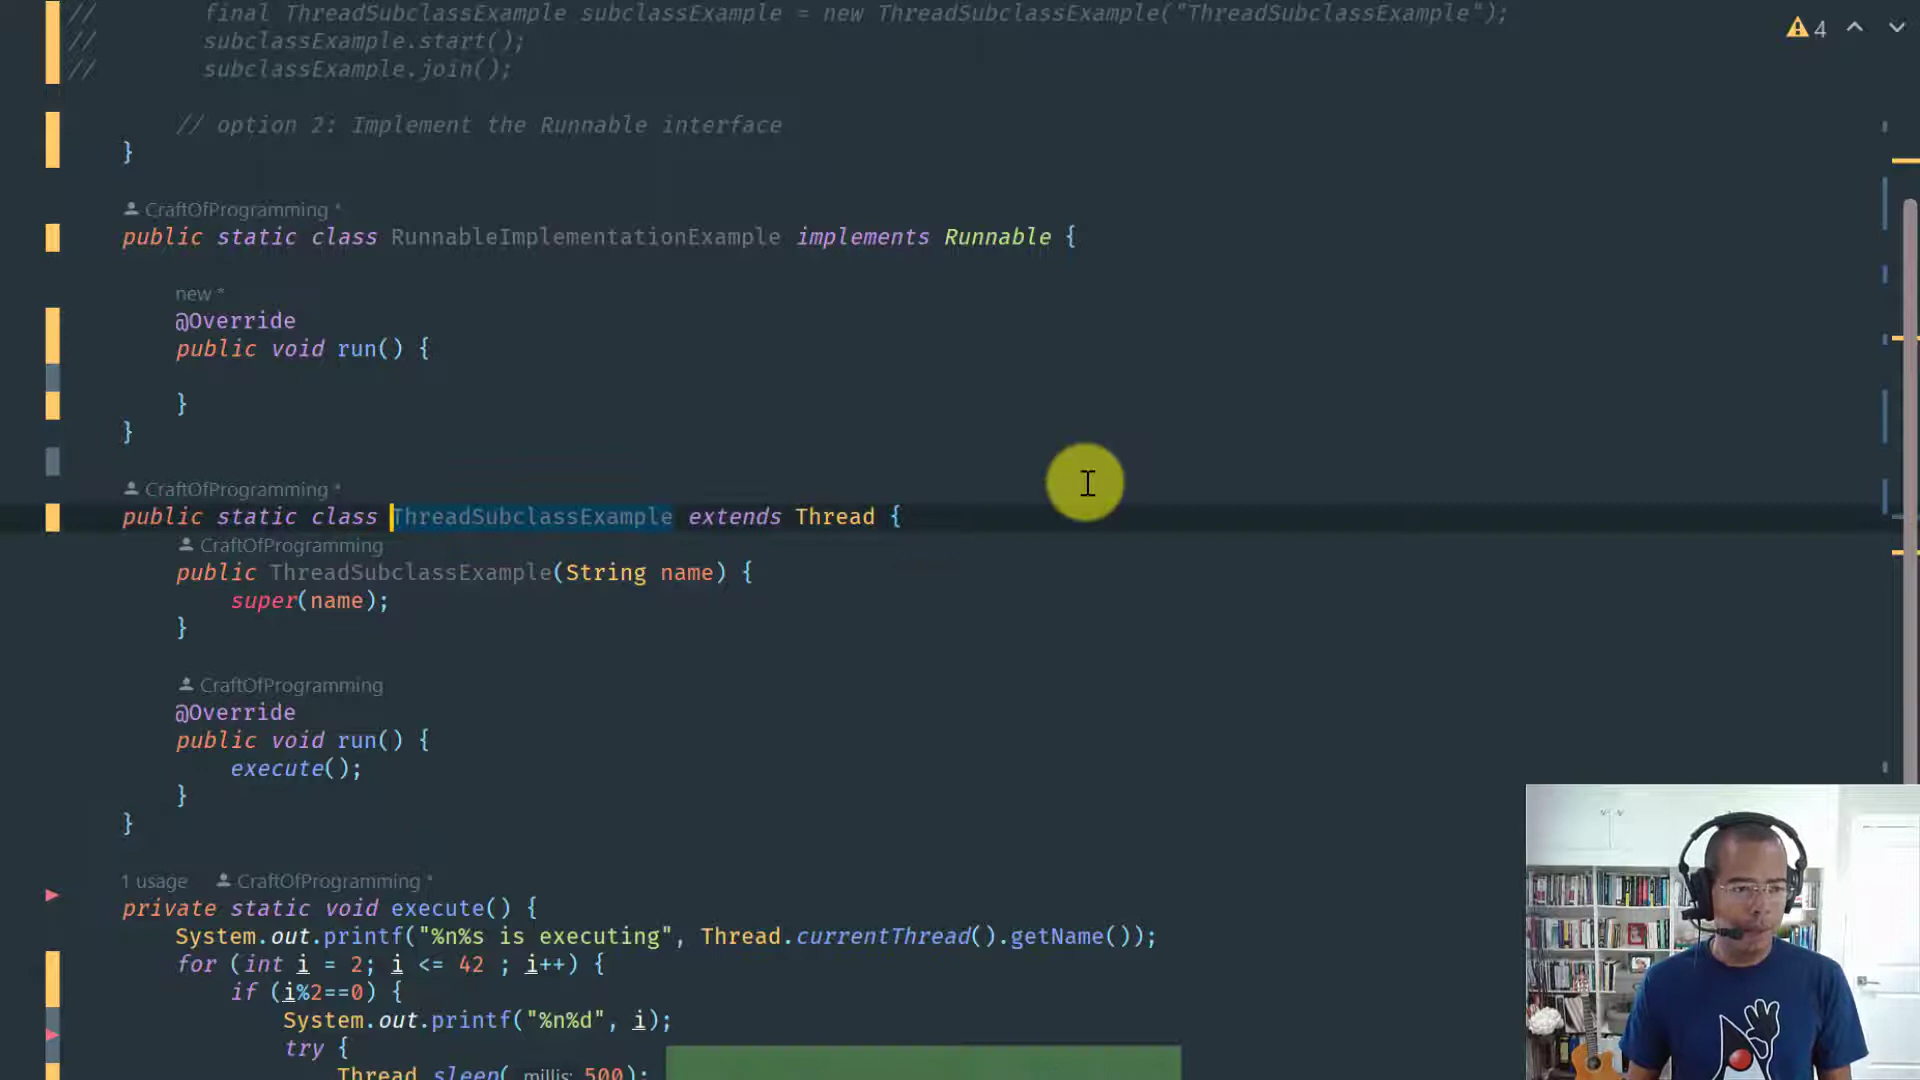 //        final ThreadSubclassExample subclassExample = new ThreadSubclassExample("ThreadSubclassExample");
//        subclassExample.start();
//        subclassExample.join();
// option 2: Implement the Runnable interface
}
CraftOfProgramming *
public static class RunnableImplementationExample implements Runnable {
new *
@Override
public void run() {
}
}
CraftOfProgramming *
public static class ThreadSubclassExample extends Thread {
CraftOfProgramming
public ThreadSubclassExample(String name) {
super(name);
}
CraftOfProgramming
@Override
public void run() {
execute();
}
}
1 usage CraftOfProgramming *
private static void execute() {
System.out.printf("%n%s is executing", Thread.currentThread().getName());
for (int i = 2; i <= 42 ; i++) {
if (i%2==0) {
System.out.printf("%n%d", i);
try {
Thread.sleep( millis: 500);
4